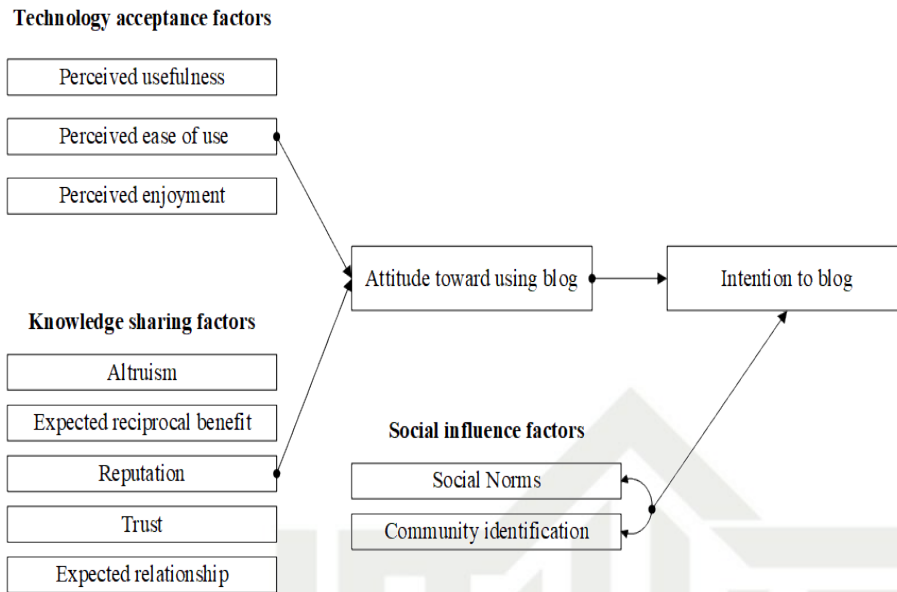 Technology acceptance factors
Perceived usefulness
Perceived ease of use
Perceived enjoyment
Attitude toward using blog
Intention to blog
Knowledge sharing factors
Altruism
Expected reciprocal benefit
Reputation
Trust
Expected relationship
Social influence factors
Social Norms
Community identification